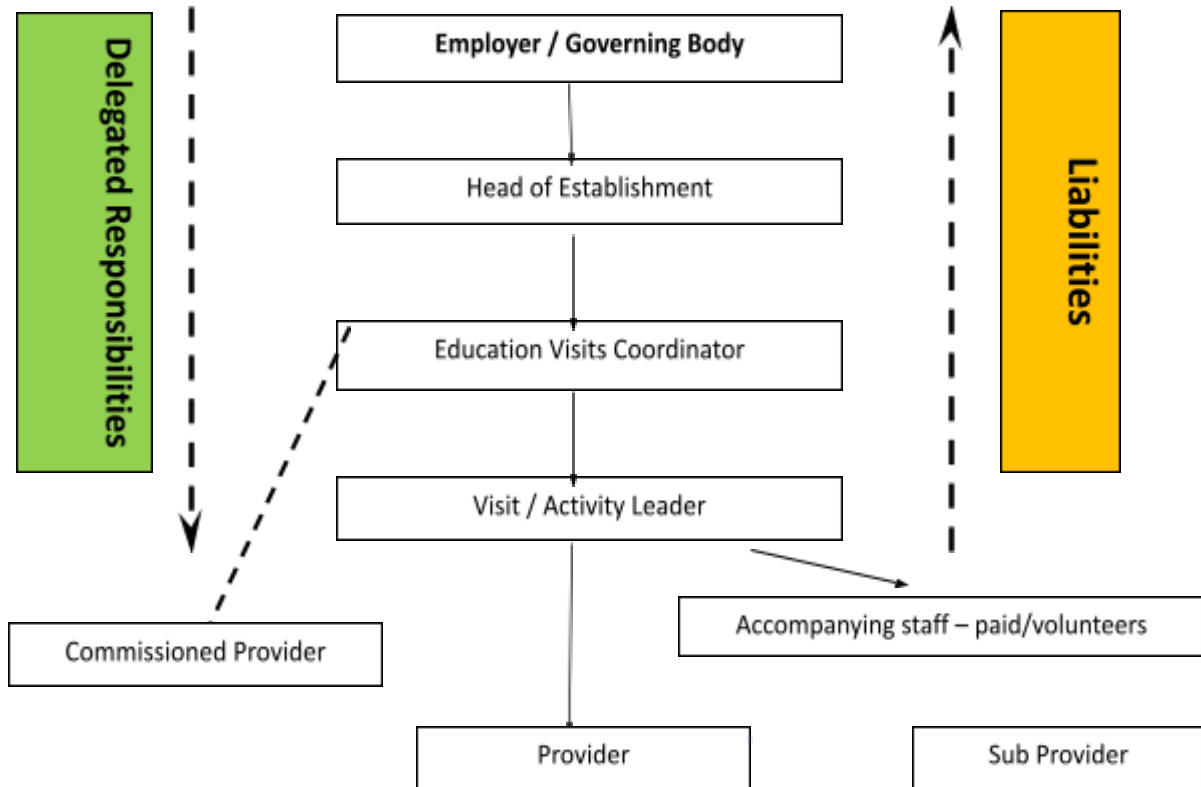 Delegated Responsibilities
Employer / Governing Body
Liabilities
Head of Establishment
Education Visits Coordinator
Visit / Activity Leader
Commissioned Provider
Accompanying staff – paid/volunteers
Provider
Sub Provider